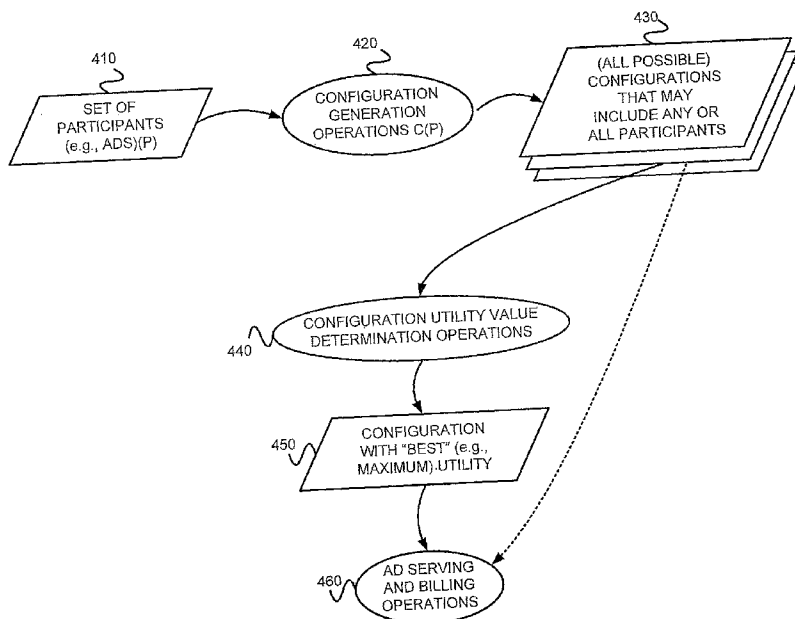 410
SET OF
PARTICIPANTS
(e.g., ADS)(P)
420
CONFIGURATION
GENERATION
OPERATIONS C(P)
430
(ALL POSSIBLE)
CONFIGURATIONS
THAT MAY
INCLUDE ANY OR
ALL PARTICIPANTS
CONFIGURATION UTILITY VALUE
DETERMINATION OPERATIONS
440
450
CONFIGURATION
WITH "BEST" (e.g.,
MAXIMUM) UTILITY
460
AD SERVING
AND BILLING
OPERATIONS